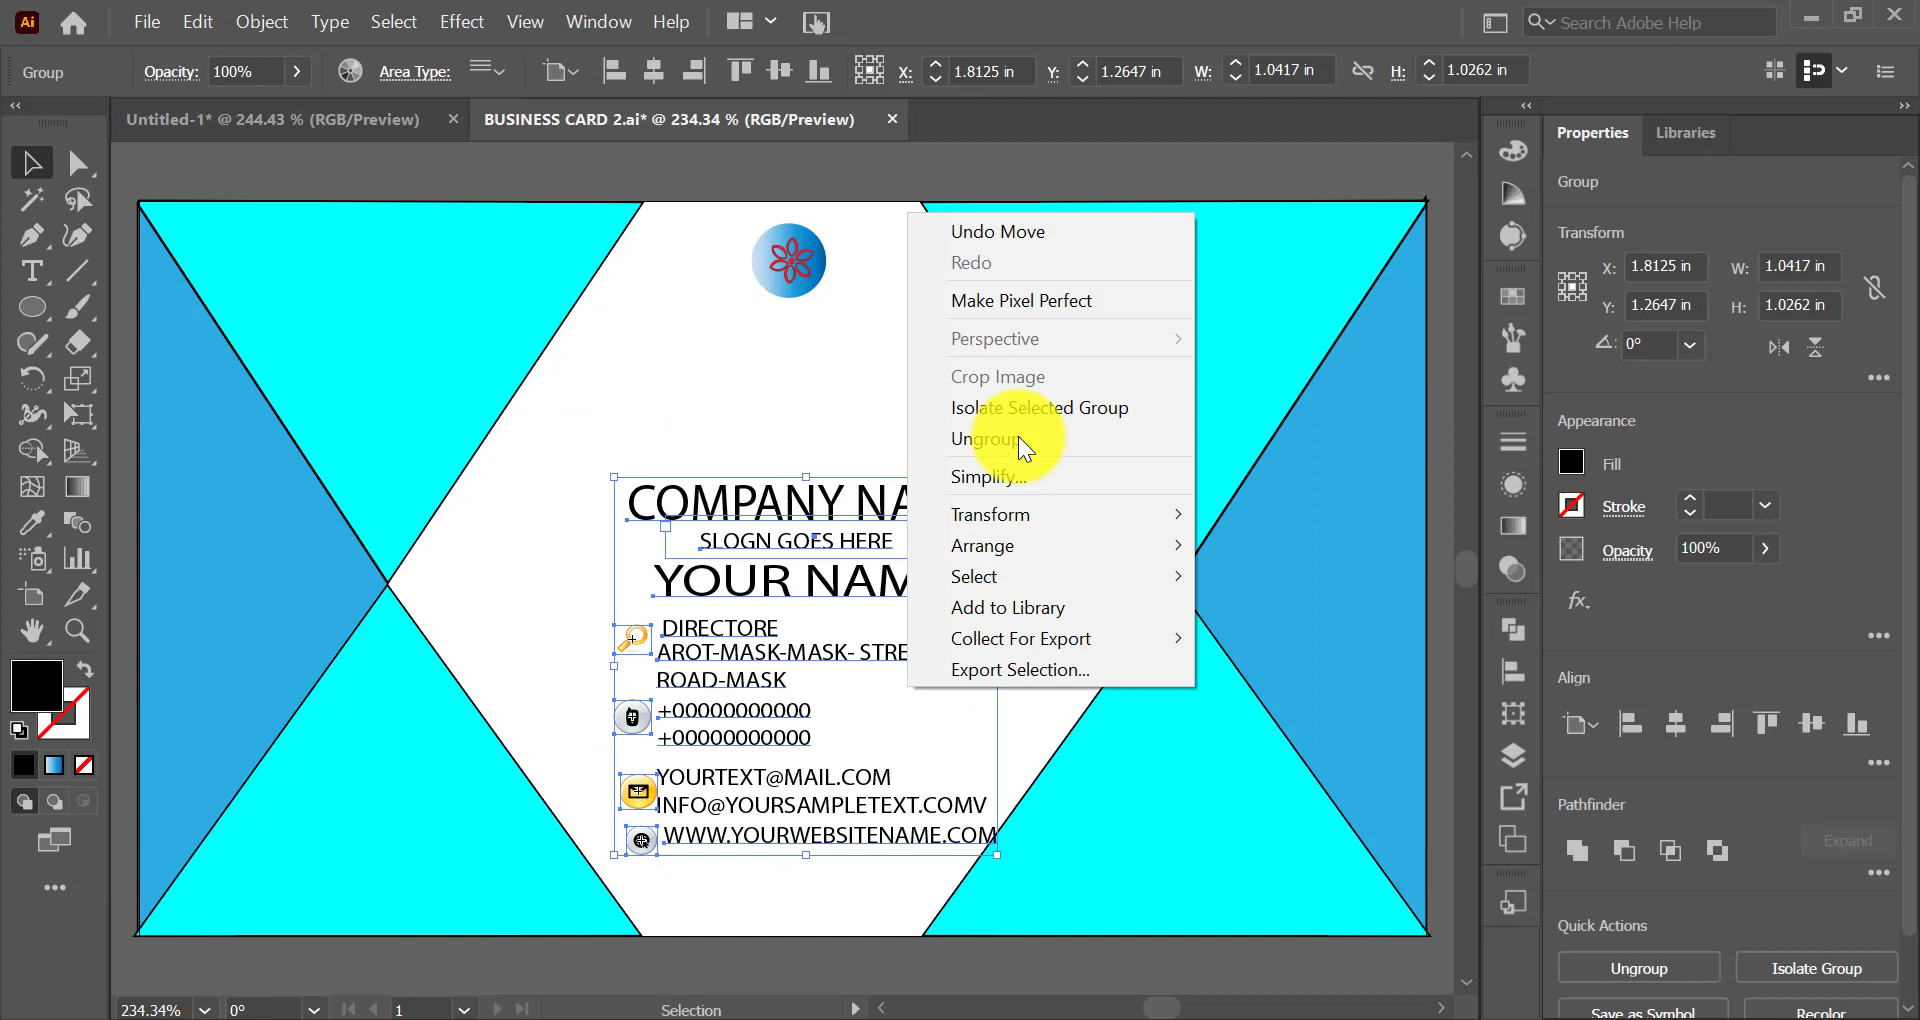 Ai File Edit Object Type Select Effect View Window Help Search Adobe Help
Group Opacity: 100% Area Type: X: 1.8125 in Y: 1.2647 in W: 1.0417 in H: 1.0262 in
Untitled-1* @ 244.43 % (RGB/Preview) BUSINESS CARD 2.ai* @ 234.34 % (RGB/Preview)
COMPANY NA
SLOGN GOES HERE
YOUR NAM
DIRECTORE
AROT-MASK-MASK- STRE
ROAD-MASK
+00000000000
+00000000000
YOURTEXT@MAIL.COM
INFO@YOURSAMPLETEXT.COMV
WWW.YOURWEBSITENAME.COM
Undo Move
Redo
Make Pixel Perfect
Perspective
Crop Image
Isolate Selected Group
Ungroup
Simplify...
Transform
Arrange
Select
Add to Library
Collect For Export
Export Selection...
Properties Libraries
Group
Transform
X: 1.8125 in W: 1.0417 in
Y: 1.2647 in H: 1.0262 in
0°
Appearance
Fill
Stroke
Opacity 100%
fx
Align
Pathfinder
Expand
Quick Actions
Ungroup Isolate Group
Save as Symbol Recolor
234.34% 0° 1 Selection